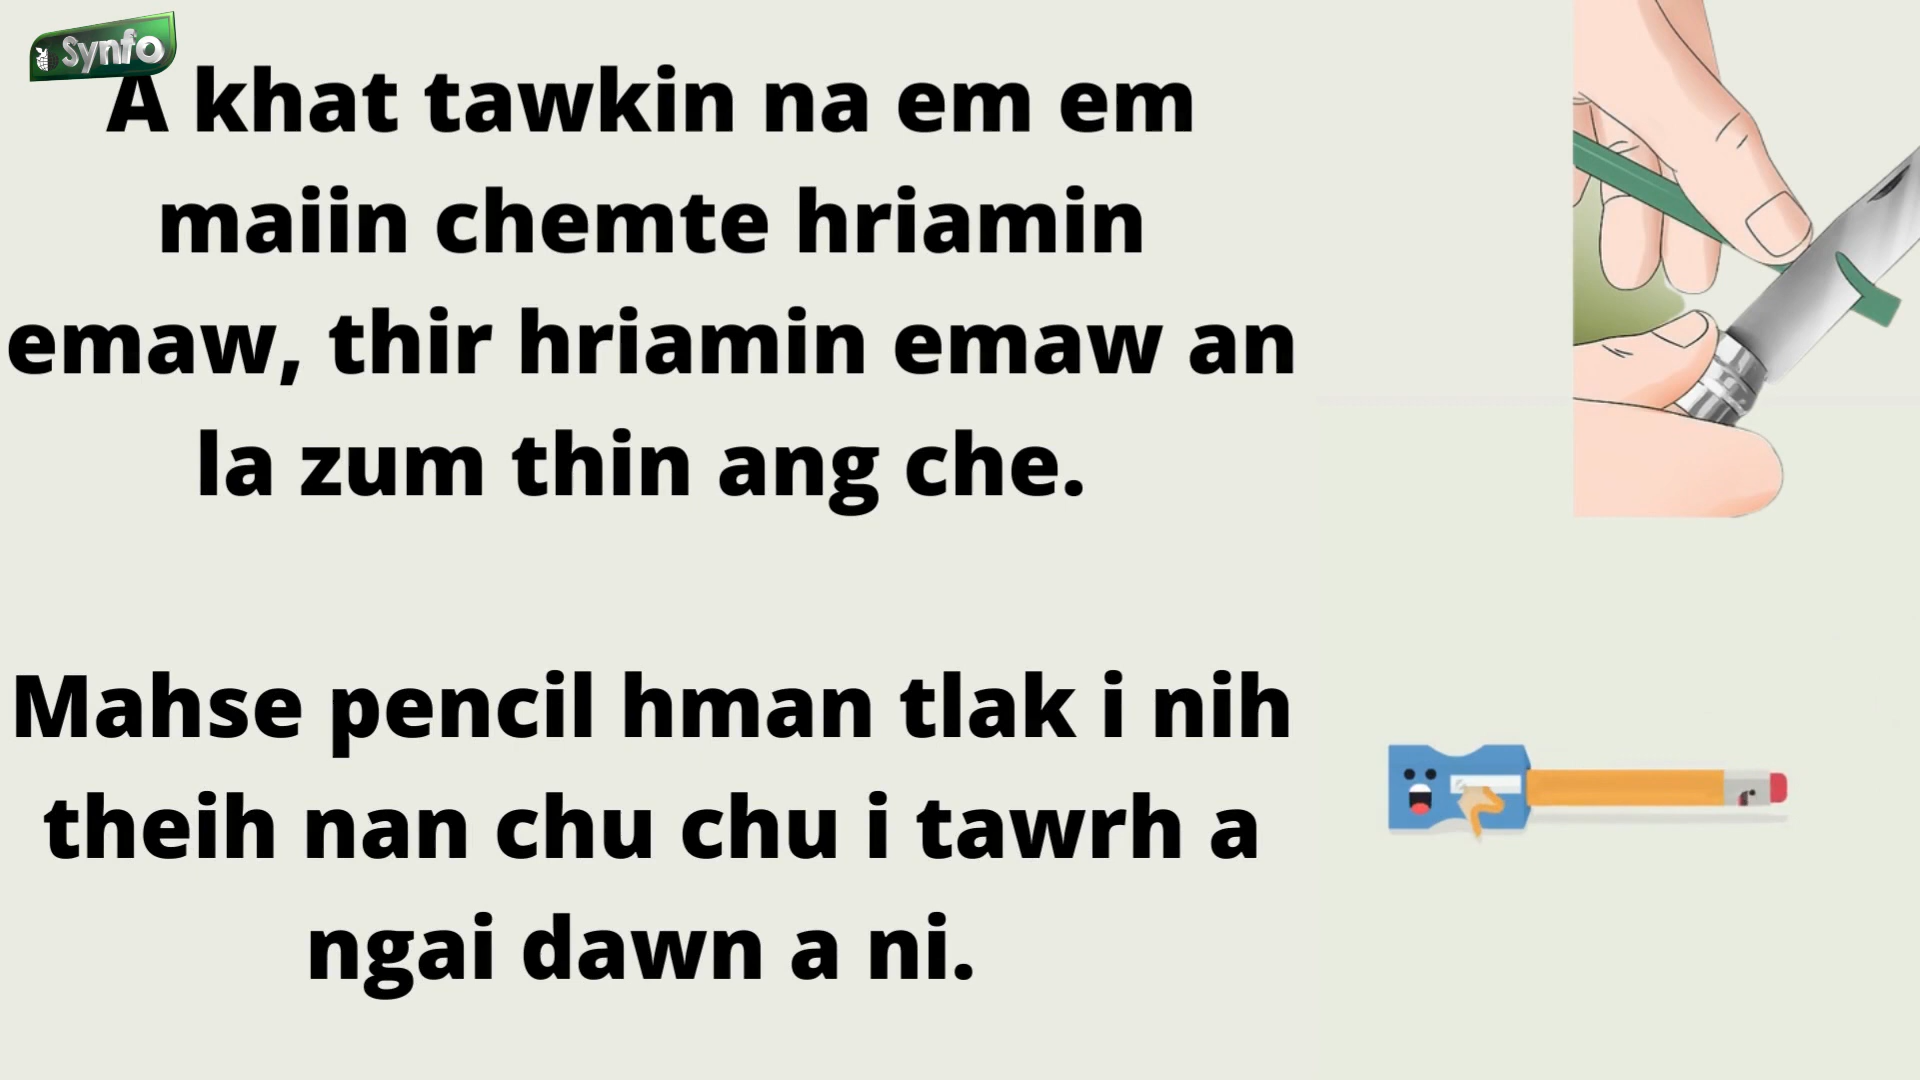 Synfo
A khat tawkin na em em
maiin chemte hriamin
emaw, thir hriamin emaw an
la zum thin ang che.
Mahse pencil hman tlak i nih
theih nan chu chu i tawrh a
ngai dawn a ni.